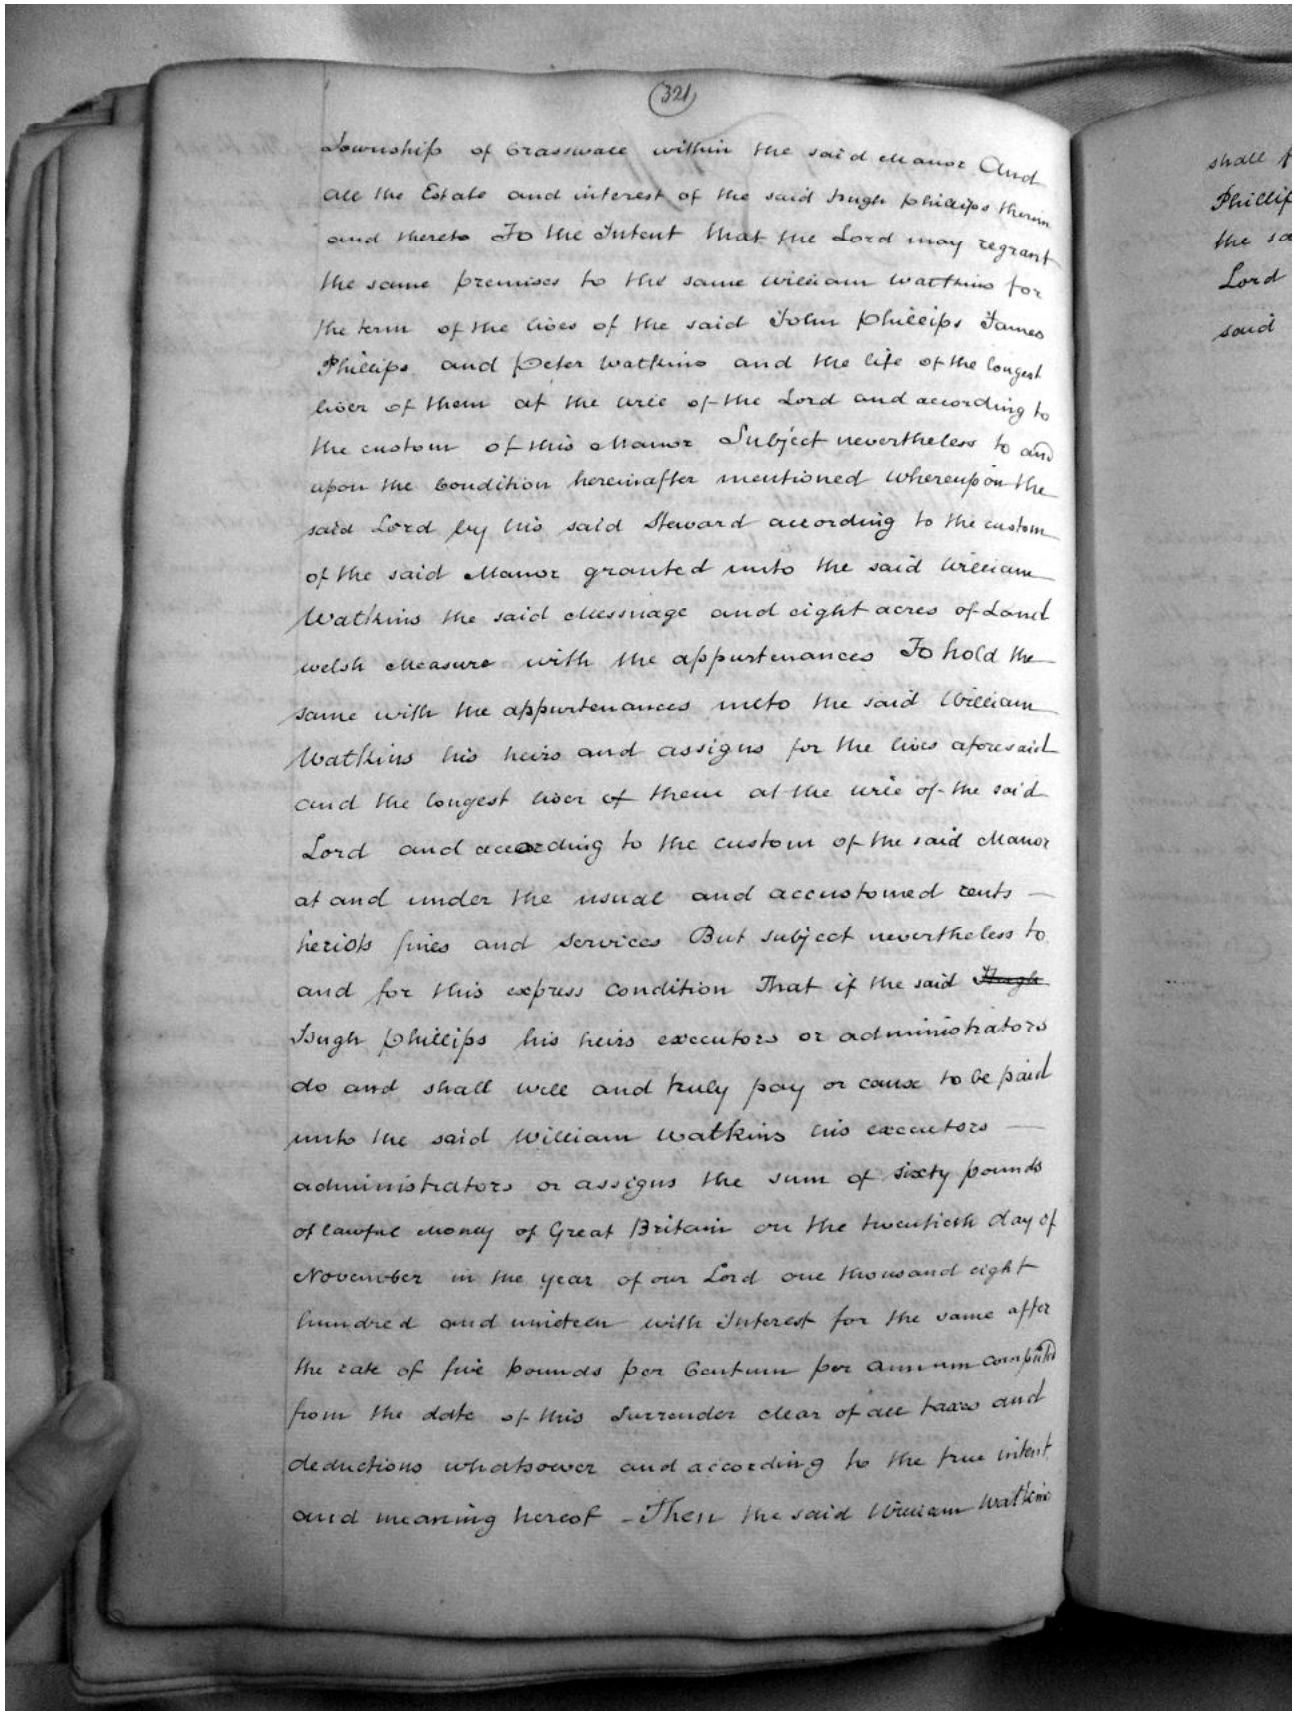 (321)
Township of Crasswall within the said Manor And
all the Estate and interest of the said Hugh Phillips therein
and thereto To the Intent that the Lord may regrant
the same premises to the same William Watkins for
the term of the lives of the said John Phillips James
Phillips and Peter Watkins and the life of the longest
liver of them at the will of the Lord and according to
the custom of this Manor Subject nevertheless to and
upon the Condition hereinafter mentioned Whereupon the
said Lord by his said Steward according to the custom
of the said Manor granted unto the said William
Watkins the said Messuage and eight acres of Land
welsh Measure with the appurtenances To hold the
same with the appurtenances unto the said William
Watkins his heirs and assigns for the lives aforesaid
and the longest liver of them at the will of the said
Lord and according to the custom of the said Manor
at and under the usual and accustomed rents —
heriots fines and services But subject nevertheless to
and for this express condition That if the said Hugh
Hugh Phillips his heirs executors or administrators
do and shall well and truly pay or cause to be paid
unto the said William Watkins his executors —
administrators or assigns the sum of sixty pounds
of lawful Money of Great Britain on the twentieth day of
November in the year of our Lord one thousand eight
hundred and nineteen with Interest for the same after
the rate of five pounds per Centum per annum computed
from the date of this Surrender clear of all taxes and
deductions whatsoever and according to the true intent
and meaning hereof – Then the said William Watkins
shall
Phillip
the sa
Lord
said